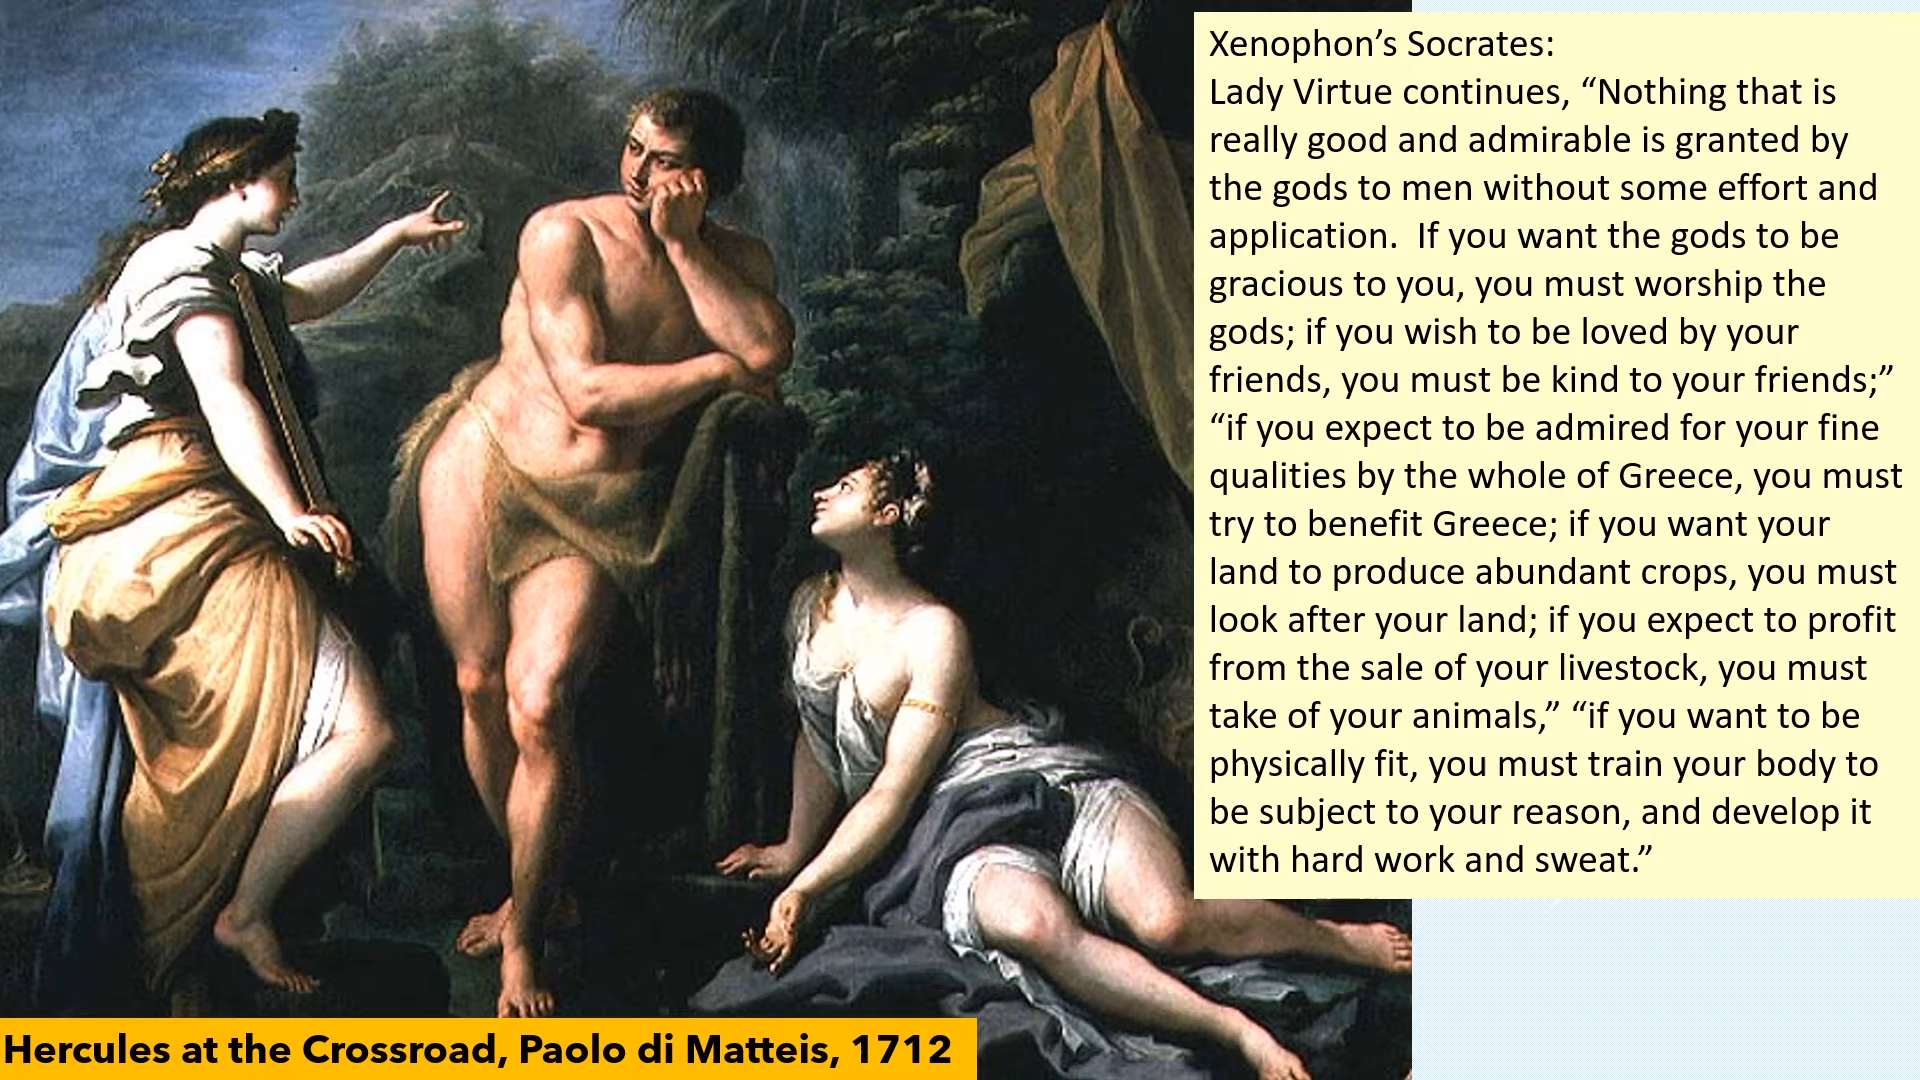 Xenophon’s Socrates:
Lady Virtue continues, “Nothing that is
really good and admirable is granted by
the gods to men without some effort and
application.  If you want the gods to be
gracious to you, you must worship the
gods; if you wish to be loved by your
friends, you must be kind to your friends;”
“if you expect to be admired for your fine
qualities by the whole of Greece, you must
try to benefit Greece; if you want your
land to produce abundant crops, you must
look after your land; if you expect to profit
from the sale of your livestock, you must
take of your animals,” “if you want to be
physically fit, you must train your body to
be subject to your reason, and develop it
with hard work and sweat.”
Hercules at the Crossroad, Paolo di Matteis, 1712